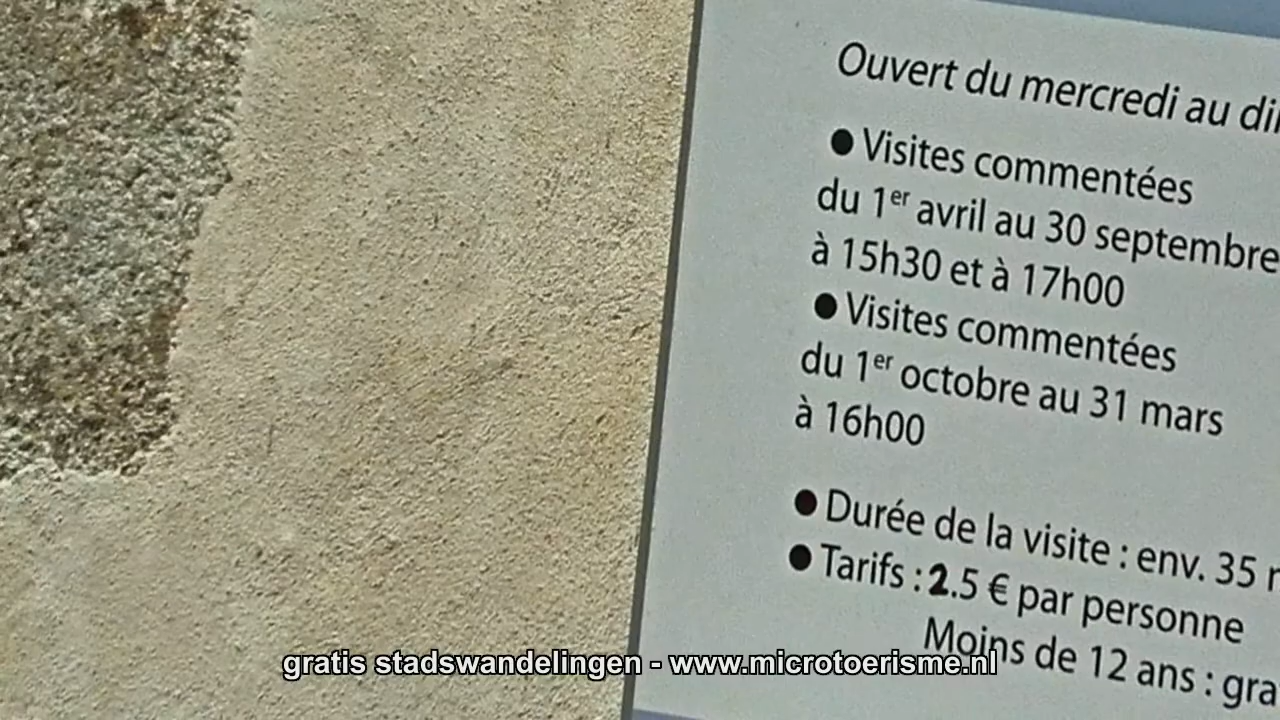 Ouvert du mercredi au
● Visites commentées
du 1er avril au 30 septembre
à 15h30 et à 17h00
● Visites commentées
du 1er octobre au 31 mars
à 16h00
● Durée de la visite : env. 35
● Tarifs : 2.5 € par personne
Moins de 12 ans :
gratis stadswandelingen - www.microtoerisme.nl